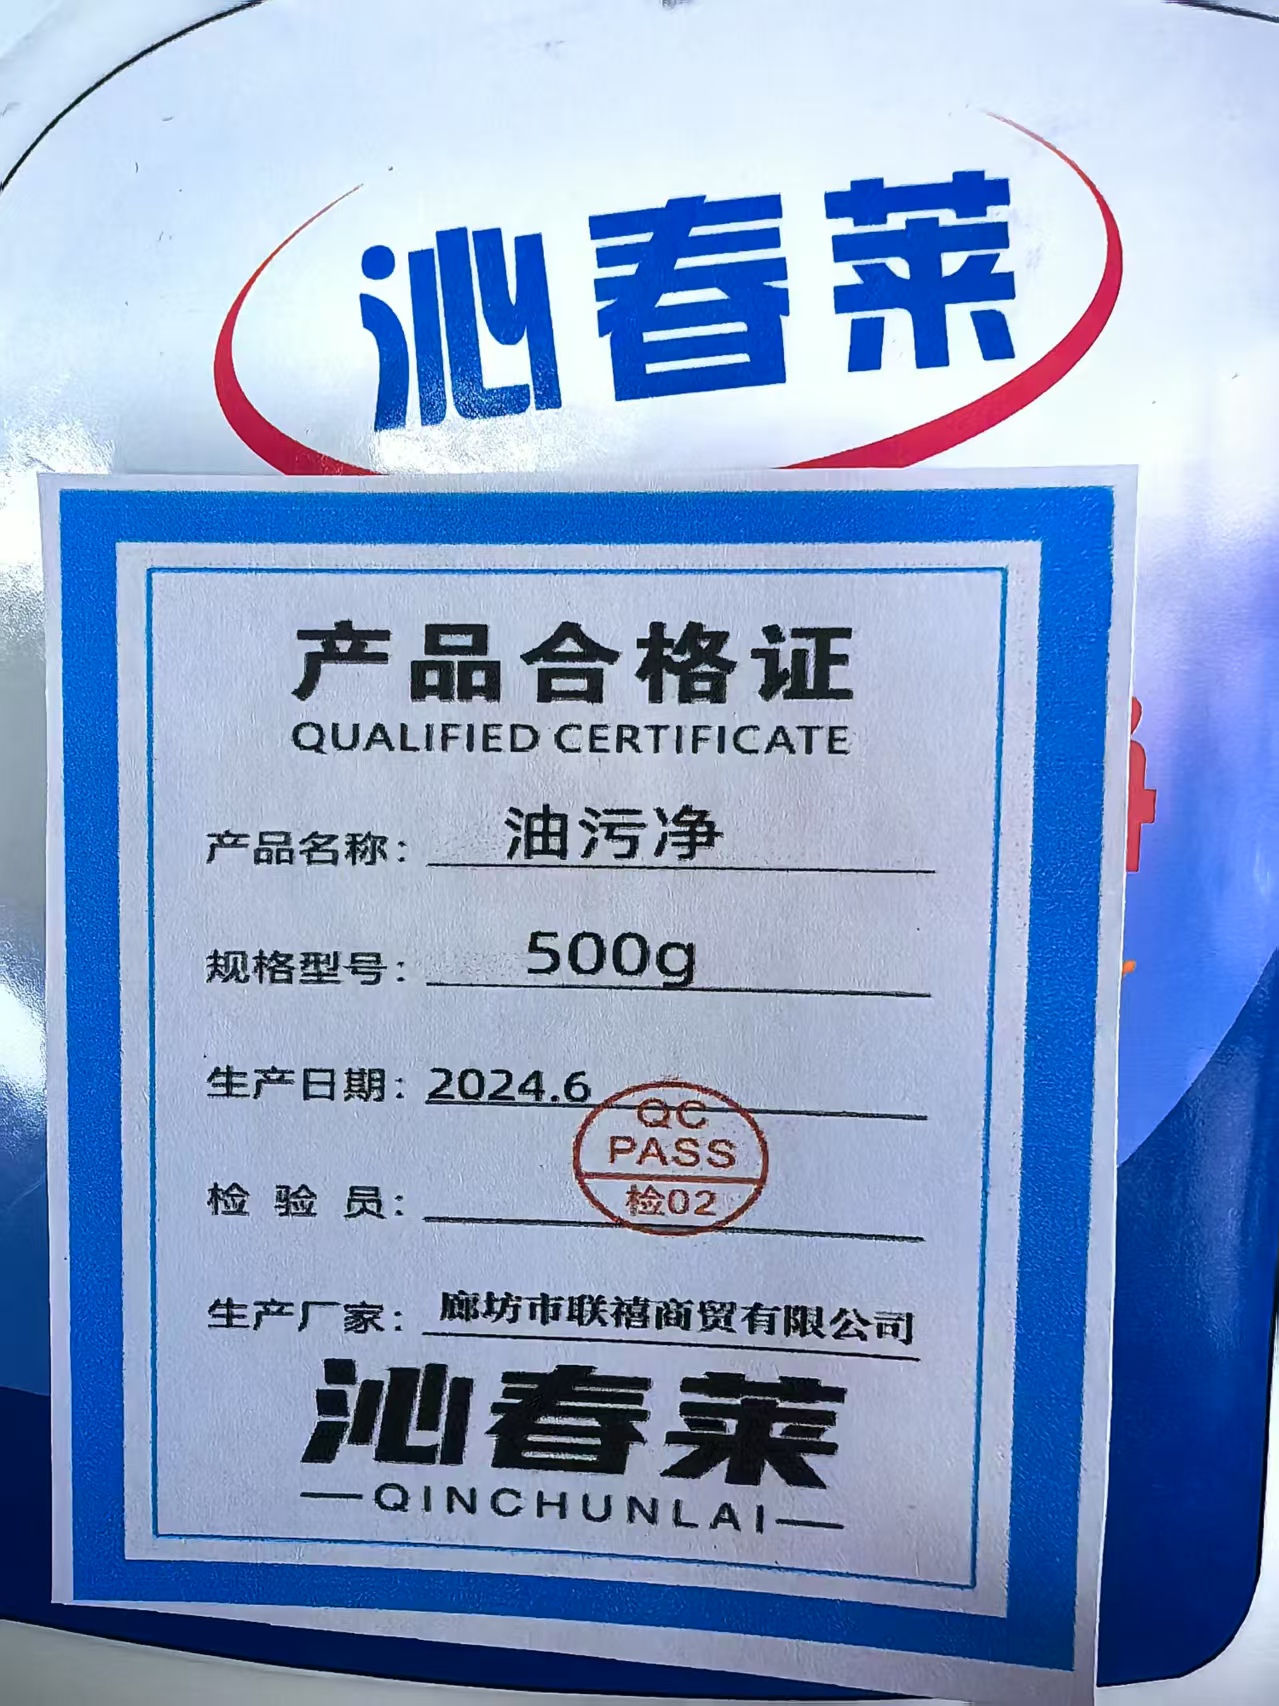 沁春莱
产品合格证
QUALIFIED CERTIFICATE
产品名称： 油污净
规格型号： 500g
生产日期：2024.6
QC
PASS
检02
检 验 员：
生产厂家： 廊坊市联禧商贸有限公司
沁春莱
—QINCHUNLAI—